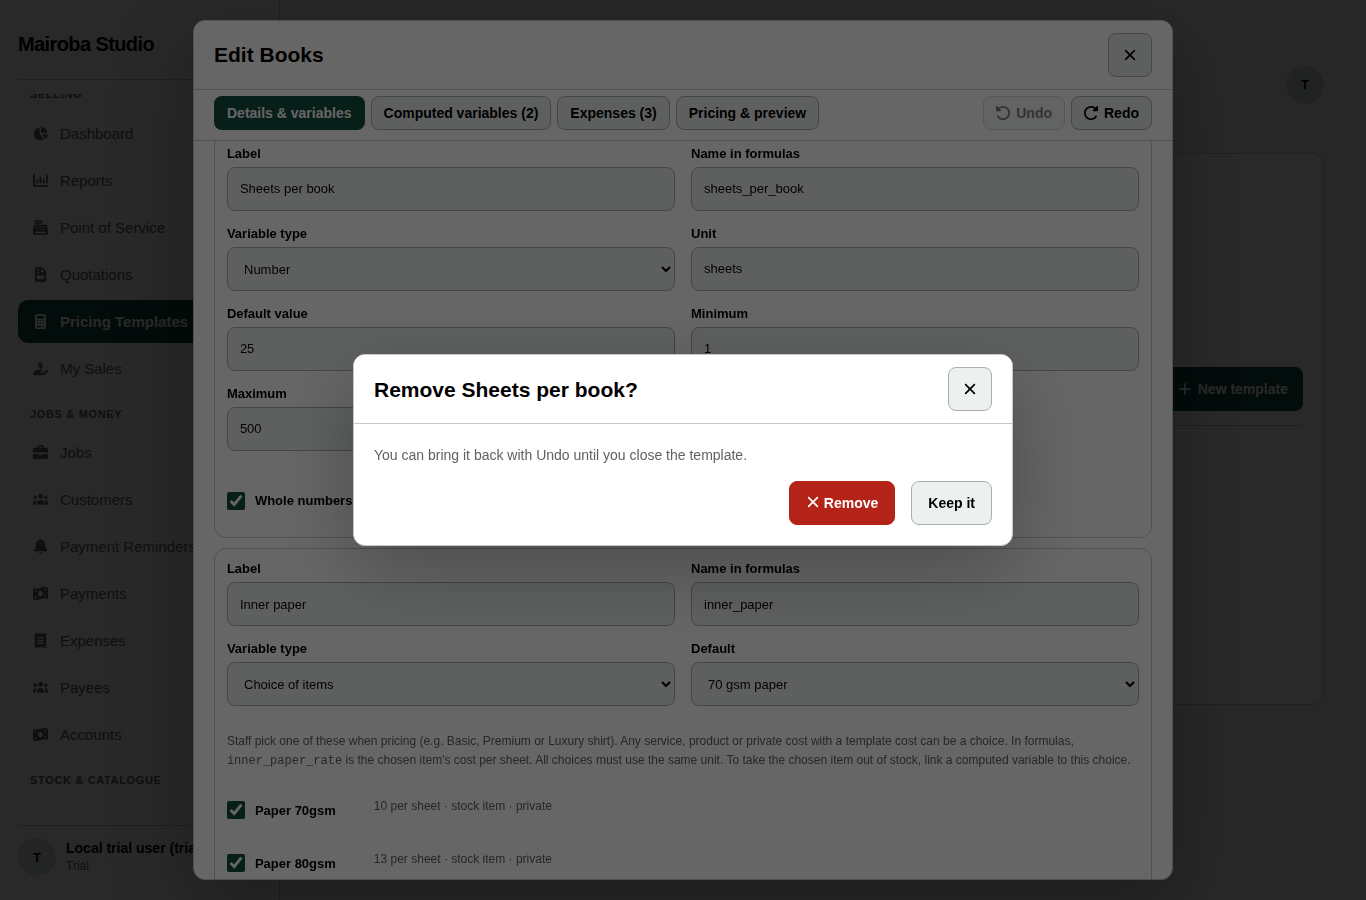 Mairoba Studio
SELLING
Dashboard
Reports
Point of Service
Quotations
Pricing Templates
My Sales
JOBS & MONEY
Jobs
Customers
Payment Reminders
Payments
Expenses
Payees
Accounts
STOCK & CATALOGUE
T
Local trial user (tria
Trial
T
New template
Edit Books
Details & variables
Computed variables (2)
Expenses (3)
Pricing & preview
Undo
Redo
Label
Name in formulas
Sheets per book
sheets_per_book
Variable type
Unit
Number
sheets
Default value
Minimum
25
1
Maximum
500
Whole numbers
Remove Sheets per book?
You can bring it back with Undo until you close the template.
Remove
Keep it
Label
Name in formulas
Inner paper
inner_paper
Variable type
Default
Choice of items
70 gsm paper
Staff pick one of these when pricing (e.g. Basic, Premium or Luxury shirt). Any service, product or private cost with a template cost can be a choice. In formulas,
inner_paper_rate is the chosen item's cost per sheet. All choices must use the same unit. To take the chosen item out of stock, link a computed variable to this choice.
Paper 70gsm
10 per sheet · stock item · private
Paper 80gsm
13 per sheet · stock item · private